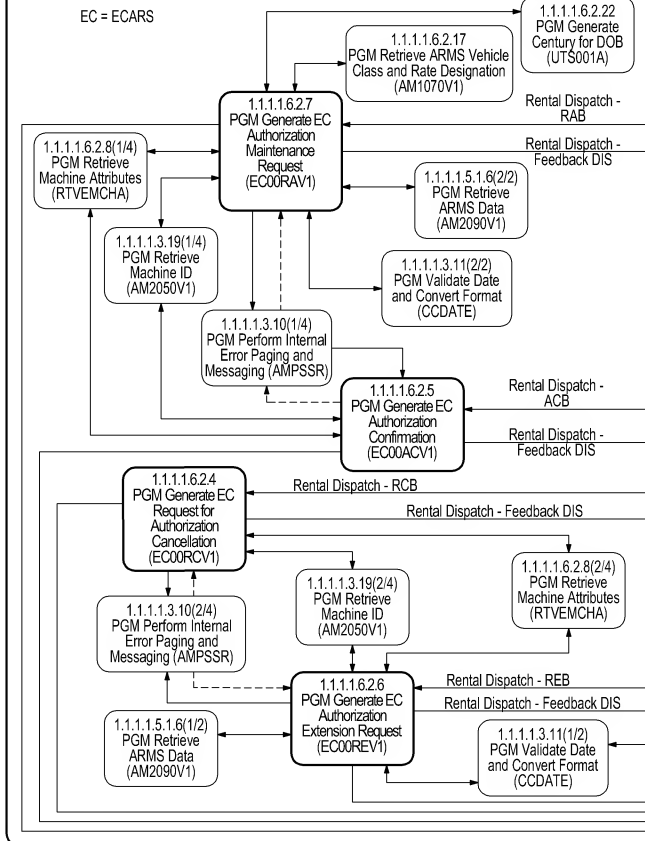 EC = ECARS
1.1.1.1.6.2.22
PGM Generate
Century for DOB
(UTS001A)
1.1.1.1.6.2.17
PGM Retrieve ARMS Vehicle
Class and Rate Designation
(AM1070V1)
1.1.1.1.6.2.7
PGM Generate EC
Authorization
Maintenance
Request
(EC00RAV1)
Rental Dispatch -
RAB
Rental Dispatch -
Feedback DIS
1.1.1.1.6.2.8(1/4)
PGM Retrieve
Machine Attributes
(RTVEMCHA)
1.1.1.1.5.1.6(2/2)
PGM Retrieve
ARMS Data
(AM2090V1)
1.1.1.1.3.19(1/4)
PGM Retrieve
Machine ID
(AM2050V1)
1.1.1.1.3.11(2/2)
PGM Validate Date
and Convert Format
(CCDATE)
1.1.1.1.3.10(1/4)
PGM Perform Internal
Error Paging and
Messaging (AMPSSR)
1.1.1.1.6.2.5
PGM Generate EC
Authorization
Confirmation
(EC00ACV1)
Rental Dispatch -
ACB
Rental Dispatch -
Feedback DIS
1.1.1.1.6.2.4
PGM Generate EC
Request for
Authorization
Cancellation
(EC00RCV1)
Rental Dispatch - RCB
Rental Dispatch - Feedback DIS
1.1.1.1.6.2.8(2/4)
PGM Retrieve
Machine Attributes
(RTVEMCHA)
1.1.1.1.3.19(2/4)
PGM Retrieve
Machine ID
(AM2050V1)
1.1.1.1.3.10(2/4)
PGM Perform Internal
Error Paging and
Messaging (AMPSSR)
1.1.1.1.6.2.6
PGM Generate EC
Authorization
Extension Request
(EC00REV1)
Rental Dispatch - REB
Rental Dispatch - Feedback DIS
1.1.1.1.5.1.6(1/2)
PGM Retrieve
ARMS Data
(AM2090V1)
1.1.1.1.3.11(1/2)
PGM Validate Date
and Convert Format
(CCDATE)